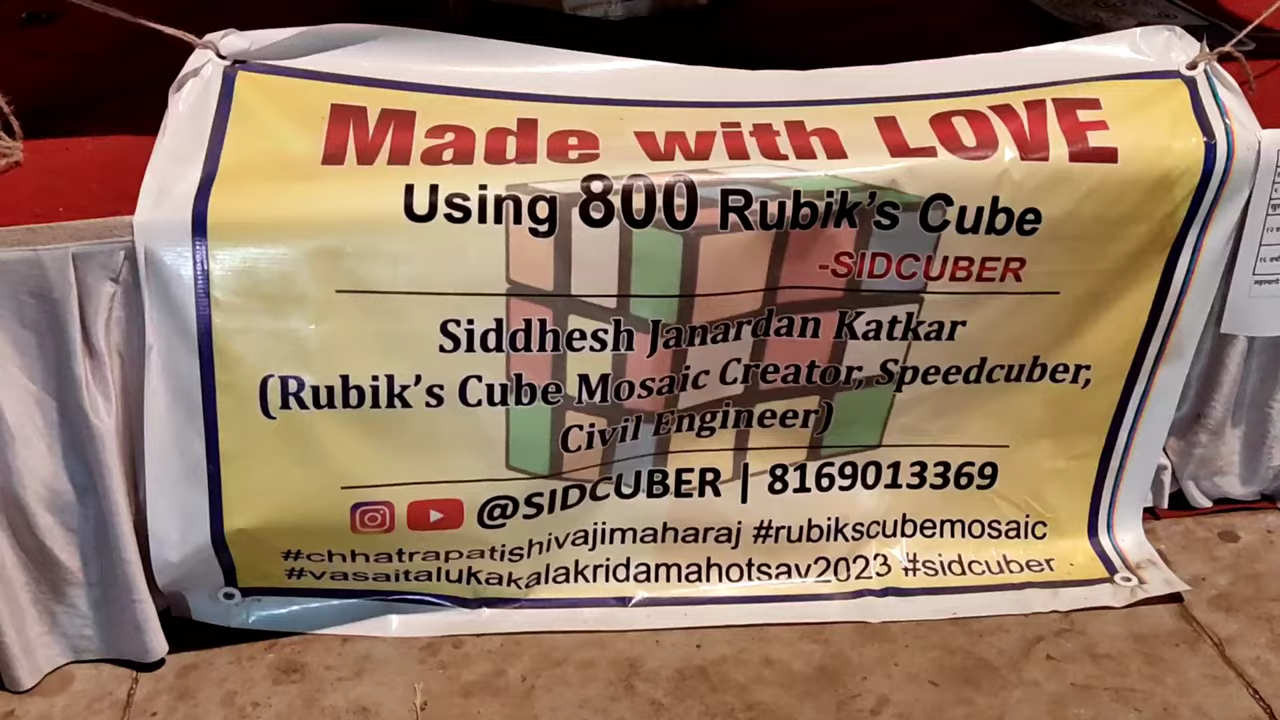 Made with LOVE
Using 800 Rubik's Cube
-SIDCUBER
Siddhesh Janardan Katkar
(Rubik's Cube Mosaic Creator, Speedcuber,
Civil Engineer)
@SIDCUBER | 8169013369
#chhatrapatishivajimaharaj #rubikscubemosaic
#vasaitalukakalakridamahotsav2023 #sidcuber